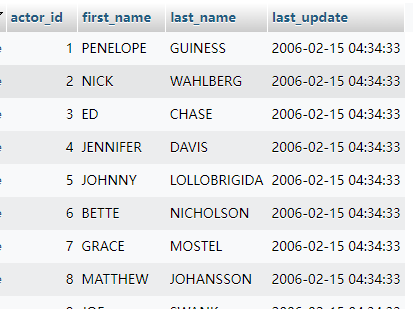 actor_id first_name last_name last_update
1 PENELOPE GUINESS 2006-02-15 04:34:33
2 NICK WAHLBERG 2006-02-15 04:34:33
3 ED CHASE 2006-02-15 04:34:33
4 JENNIFER DAVIS 2006-02-15 04:34:33
5 JOHNNY LOLLOBRIGIDA 2006-02-15 04:34:33
6 BETTE NICHOLSON 2006-02-15 04:34:33
7 GRACE MOSTEL 2006-02-15 04:34:33
8 MATTHEW JOHANSSON 2006-02-15 04:34:33